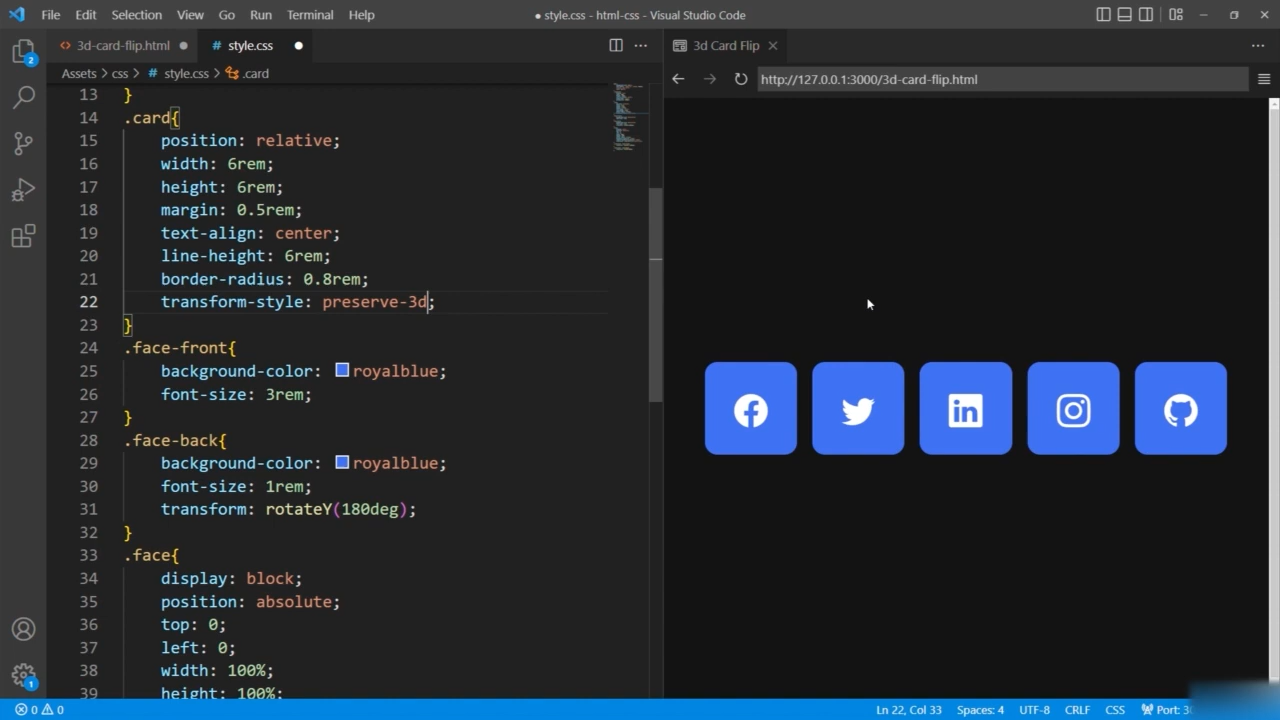 File Edit Selection View Go Run Terminal Help
● style.css - html-css - Visual Studio Code
3d-card-flip.html ●
# style.css ●
3d Card Flip
Assets > css > # style.css > .card
http://127.0.0.1:3000/3d-card-flip.html
13 }
14 .card{
15 position: relative;
16 width: 6rem;
17 height: 6rem;
18 margin: 0.5rem;
19 text-align: center;
20 line-height: 6rem;
21 border-radius: 0.8rem;
22 transform-style: preserve-3d;
23 }
24 .face-front{
25 background-color: royalblue;
26 font-size: 3rem;
27 }
28 .face-back{
29 background-color: royalblue;
30 font-size: 1rem;
31 transform: rotateY(180deg);
32 }
33 .face{
34 display: block;
35 position: absolute;
36 top: 0;
37 left: 0;
38 width: 100%;
39 height: 100%;
2
1
in
0 0 Ln 22, Col 33 Spaces: 4 UTF-8 CRLF CSS Port: